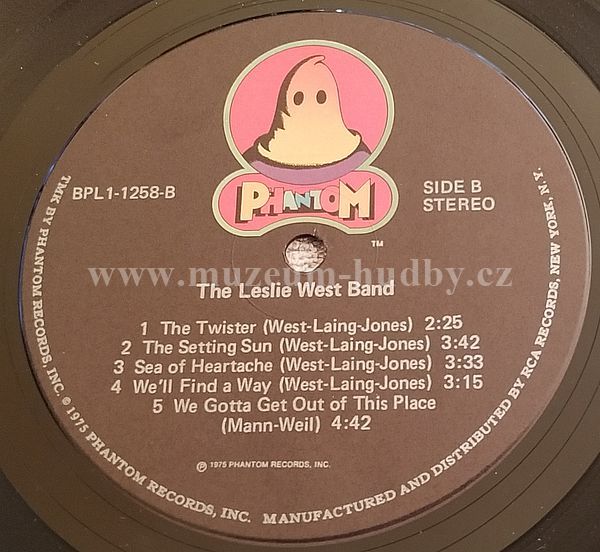 PHANTOM
TM
BPL1-1258-B
SIDE B
STEREO
www.muzeum-hudby.cz
The Leslie West Band
1 The Twister (West-Laing-Jones) 2:25
2 The Setting Sun (West-Laing-Jones) 3:42
3 Sea of Heartache (West-Laing-Jones) 3:33
4 We'll Find a Way (West-Laing-Jones) 3:15
5 We Gotta Get Out of This Place
(Mann-Weil) 4:42
℗ 1975 PHANTOM RECORDS, INC.
TMK BY PHANTOM RECORDS, INC. © 1975 PHANTOM RECORDS, INC. MANUFACTURED AND DISTRIBUTED BY RCA RECORDS, NEW YORK, N.Y.